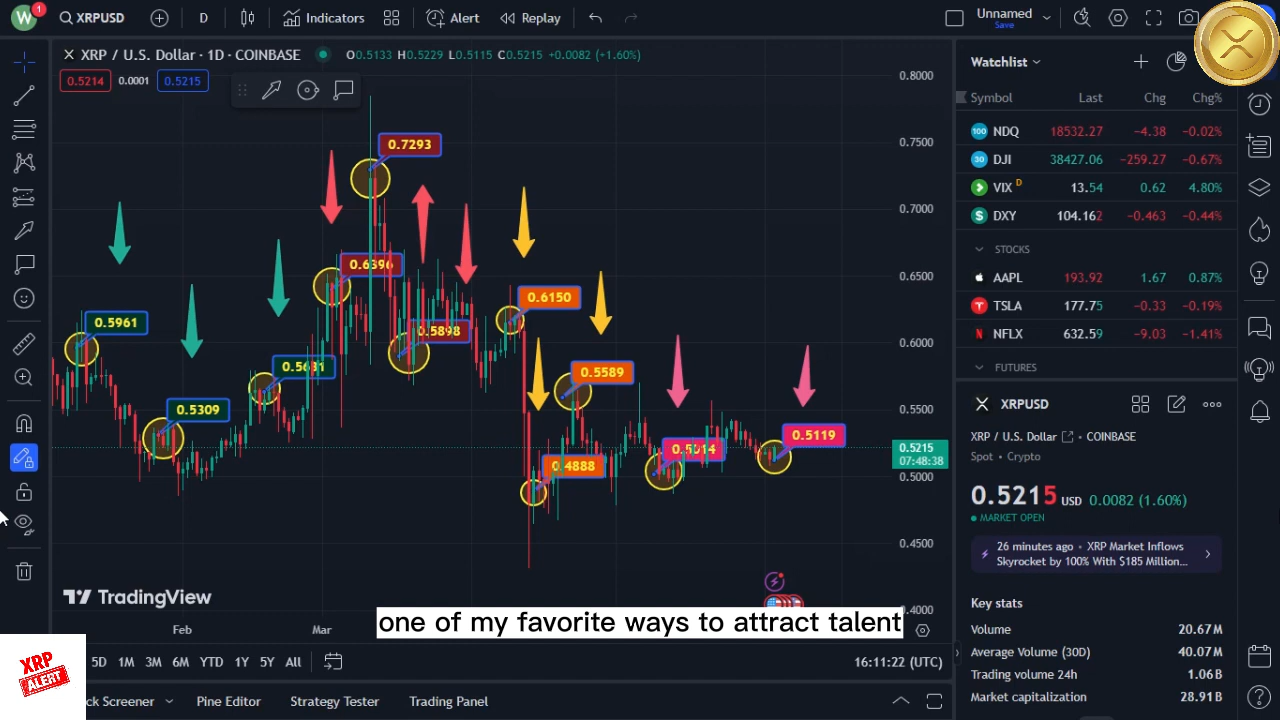 W 1
XRPUSD
D
Indicators
Alert
Replay
Unnamed
Save
XRP / U.S. Dollar · 1D · COINBASE
O0.5133 H0.5229 L0.5115 C0.5215 +0.0082 (+1.60%)
0.5214 0.0001 0.5215
0.8000
0.7500
0.7000
0.6500
0.6000
0.5500
0.5215
07:48:38
0.5000
0.4500
0.4000
0.7293
0.6396
0.6150
0.5961
0.5898
0.5589
0.5309
0.5119
0.4888
TradingView
one of my favorite ways to attract talent
Feb
Mar
5D 1M 3M 6M YTD 1Y 5Y All
16:11:22 (UTC)
XRP
ALERT
ck Screener
Pine Editor
Strategy Tester
Trading Panel
Watchlist
Symbol Last Chg Chg%
100 NDQ 18532.27 −4.38 −0.02%
30 DJI 38427.06 −259.27 −0.67%
VIX D 13.54 0.62 4.80%
$ DXY 104.162 −0.463 −0.44%
STOCKS
AAPL 193.92 1.67 0.87%
TSLA 177.75 −0.33 −0.19%
NFLX 632.59 −9.03 −1.41%
FUTURES
XRPUSD
XRP / U.S. Dollar COINBASE
Spot • Crypto
0.5215 USD 0.0082 (1.60%)
MARKET OPEN
26 minutes ago • XRP Market Inflows
Skyrocket by 100% With $185 Million...
Key stats
Volume 20.67M
Average Volume (30D) 40.07M
Trading volume 24h 1.06B
Market capitalization 28.91B